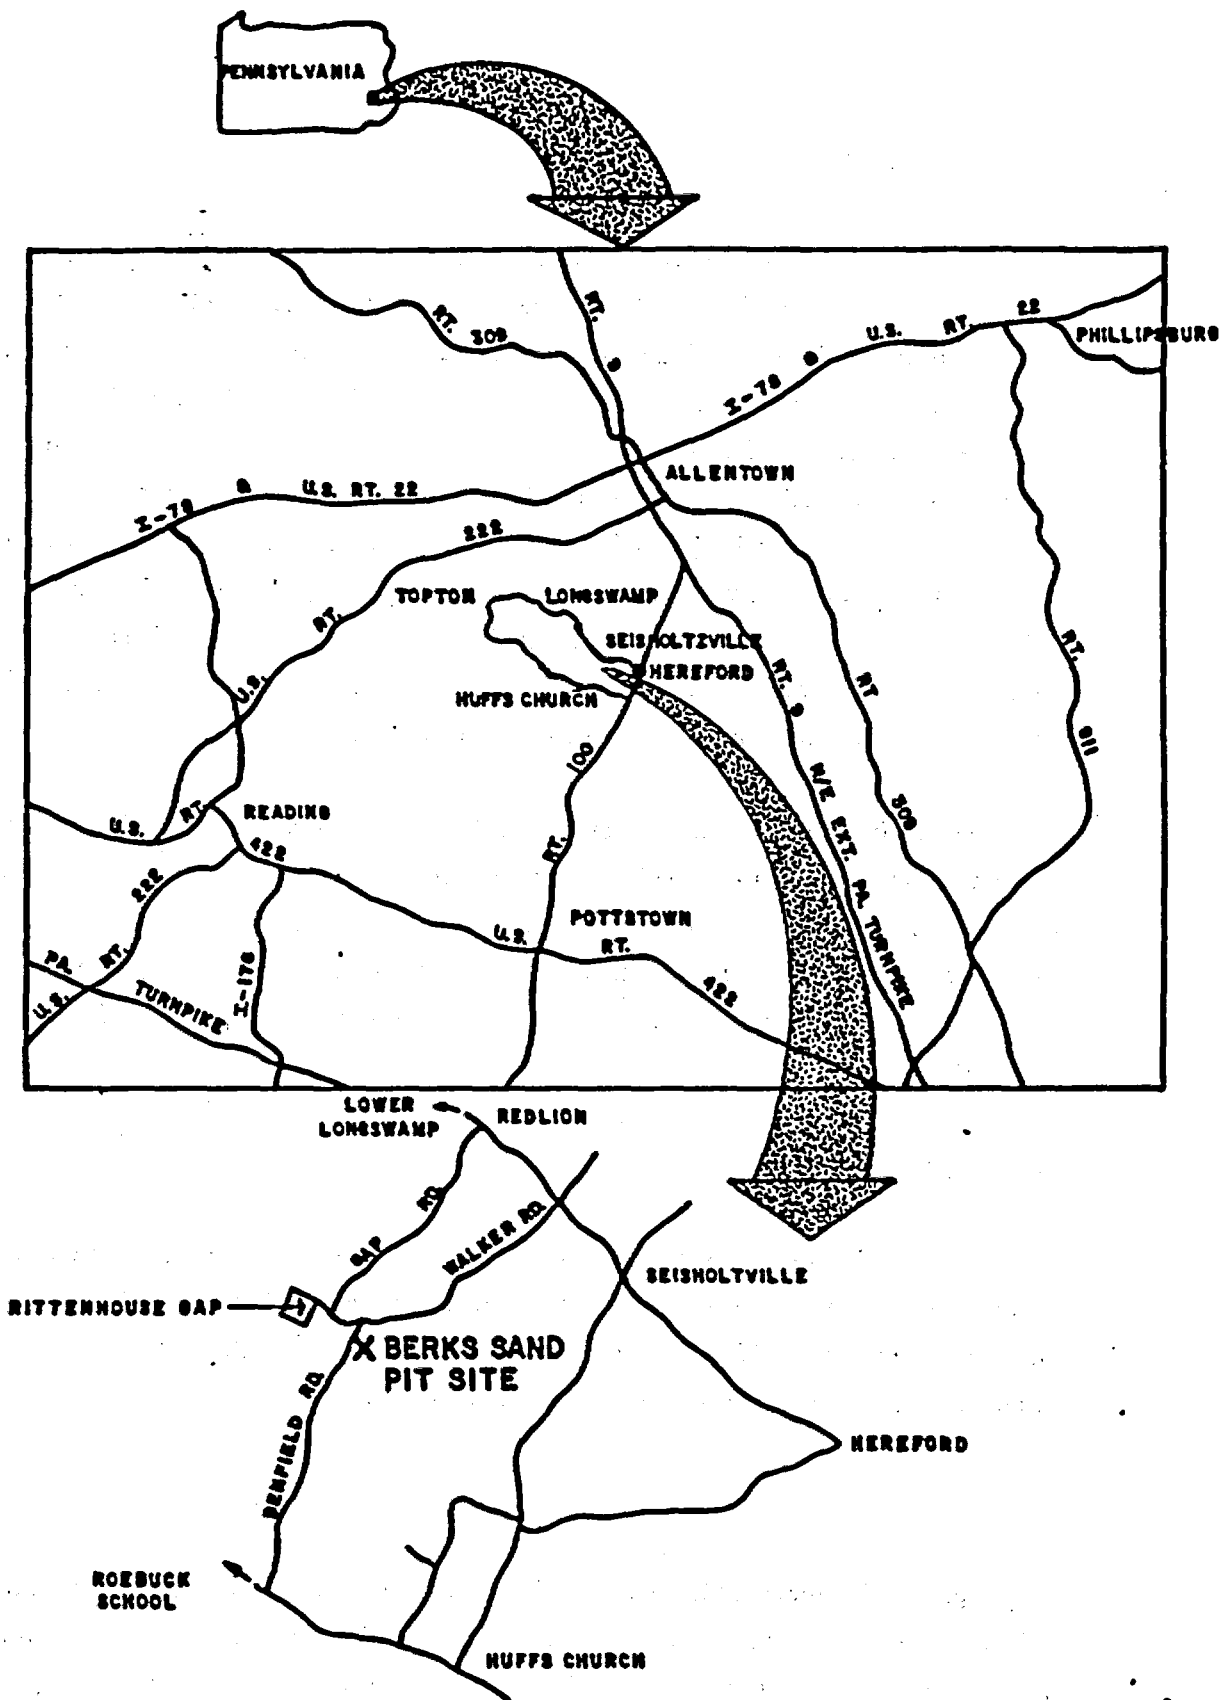 PENNSYLVANIA
RT. 309
RT. 9
I-78 & U.S. RT. 22
PHILLIPSBURG
ALLENTOWN
I-78 & U.S. RT. 22
U.S. RT. 222
TOPTON
LONGSWAMP
SEISHOLTZVILLE
HEREFORD
HUFFS CHURCH
RT. 9 N/E EXT. PA. TURNPIKE
RT 309
RT. 611
RT. 100
READING
U.S. RT. 422
POTTSTOWN
U.S. RT. 422
U.S. RT. 222
PA. TURNPIKE
I-176
LOWER
LONGSWAMP
REDLION
GAP RD.
WALKER RD.
SEISHOLTVILLE
RITTENHOUSE GAP
X BERKS SAND
PIT SITE
BENFIELD RD.
HEREFORD
ROEBUCK
SCHOOL
HUFFS CHURCH